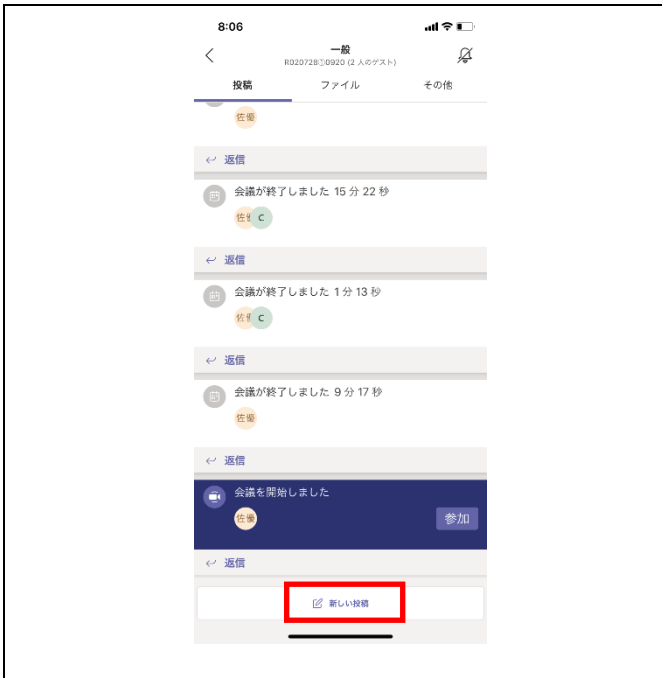 8:06
一般
R020728①0920 (2 人のゲスト)
投稿 ファイル その他
佐優
返信
会議が終了しました 15 分 22 秒
C
返信
会議が終了しました 1 分 13 秒
C
返信
会議が終了しました 9 分 17 秒
佐優
返信
会議を開始しました
佐優
参加
返信
新しい投稿